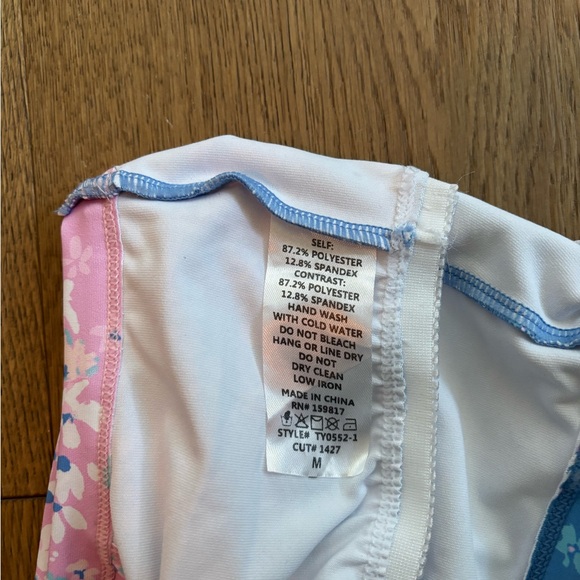 SELF:
87.2% POLYESTER
12.8% SPANDEX
CONTRAST:
87.2% POLYESTER
12.8% SPANDEX
HAND WASH
WITH COLD WATER
DO NOT BLEACH
HANG OR LINE DRY
DO NOT
DRY CLEAN
LOW IRON
MADE IN CHINA
RN# 159817
STYLE# TY0552-1
CUT# 1427
M